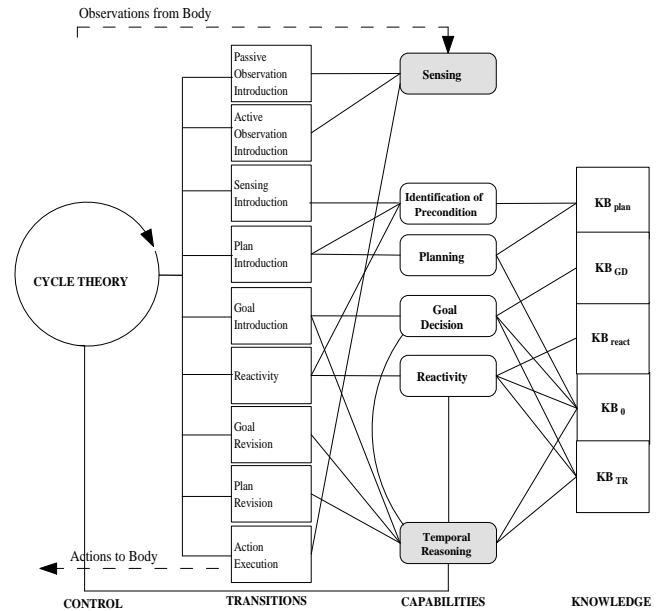 Observations from Body
Passive
Observation
Introduction
Active
Observation
Introduction
Sensing
Introduction
Plan
Introduction
Goal
Introduction
Reactivity
Goal
Revision
Plan
Revision
Action
Execution
CYCLE THEORY
Sensing
Identification of
Precondition
Planning
Goal
Decision
Reactivity
Temporal
Reasoning
KB plan
KB GD
KB react
KB 0
KB TR
Actions to Body
CONTROL
TRANSITIONS
CAPABILITIES
KNOWLEDGE